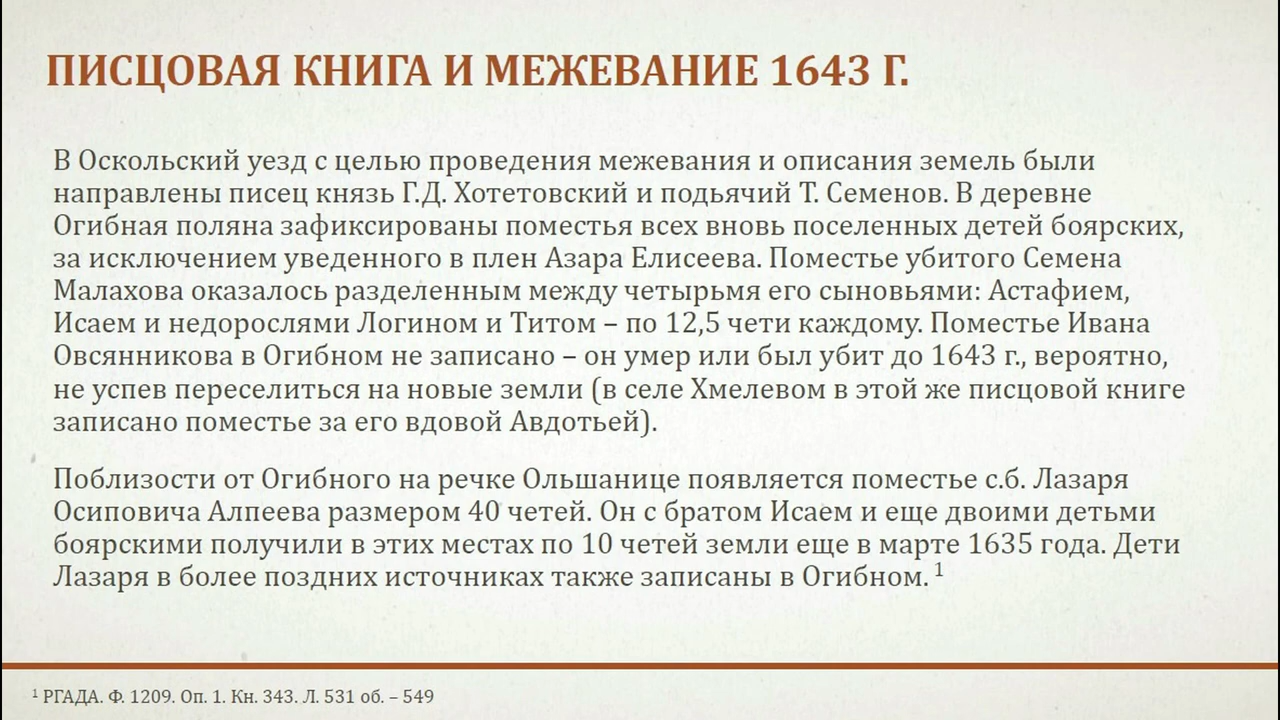 ПИСЦОВАЯ КНИГА И МЕЖЕВАНИЕ 1643 Г.
В Оскольский уезд с целью проведения межевания и описания земель были
направлены писец князь Г.Д. Хотетовский и подьячий Т. Семенов. В деревне
Огибная поляна зафиксированы поместья всех вновь поселенных детей боярских,
за исключением уведенного в плен Азара Елисеева. Поместье убитого Семена
Малахова оказалось разделенным между четырьмя его сыновьями: Астафием,
Исаем и недорослями Логином и Титом – по 12,5 чети каждому. Поместье Ивана
Овсянникова в Огибном не записано – он умер или был убит до 1643 г., вероятно,
не успев переселиться на новые земли (в селе Хмелевом в этой же писцовой книге
записано поместье за его вдовой Авдотьей).
Поблизости от Огибного на речке Ольшанице появляется поместье с.б. Лазаря
Осиповича Алпеева размером 40 четей. Он с братом Исаем и еще двоими детьми
боярскими получили в этих местах по 10 четей земли еще в марте 1635 года. Дети
Лазаря в более поздних источниках также записаны в Огибном. ¹
¹ РГАДА. Ф. 1209. Оп. 1. Кн. 343. Л. 531 об. – 549